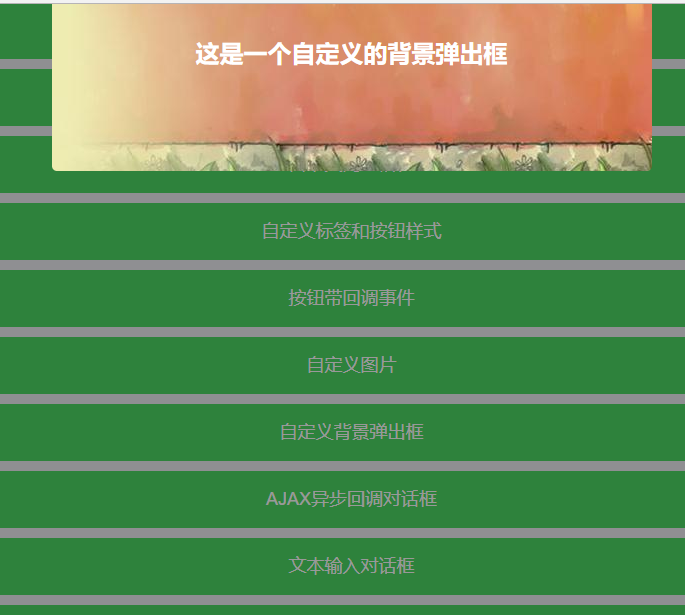 这是一个自定义的背景弹出框
自定义标签和按钮样式
按钮带回调事件
自定义图片
自定义背景弹出框
AJAX异步回调对话框
文本输入对话框